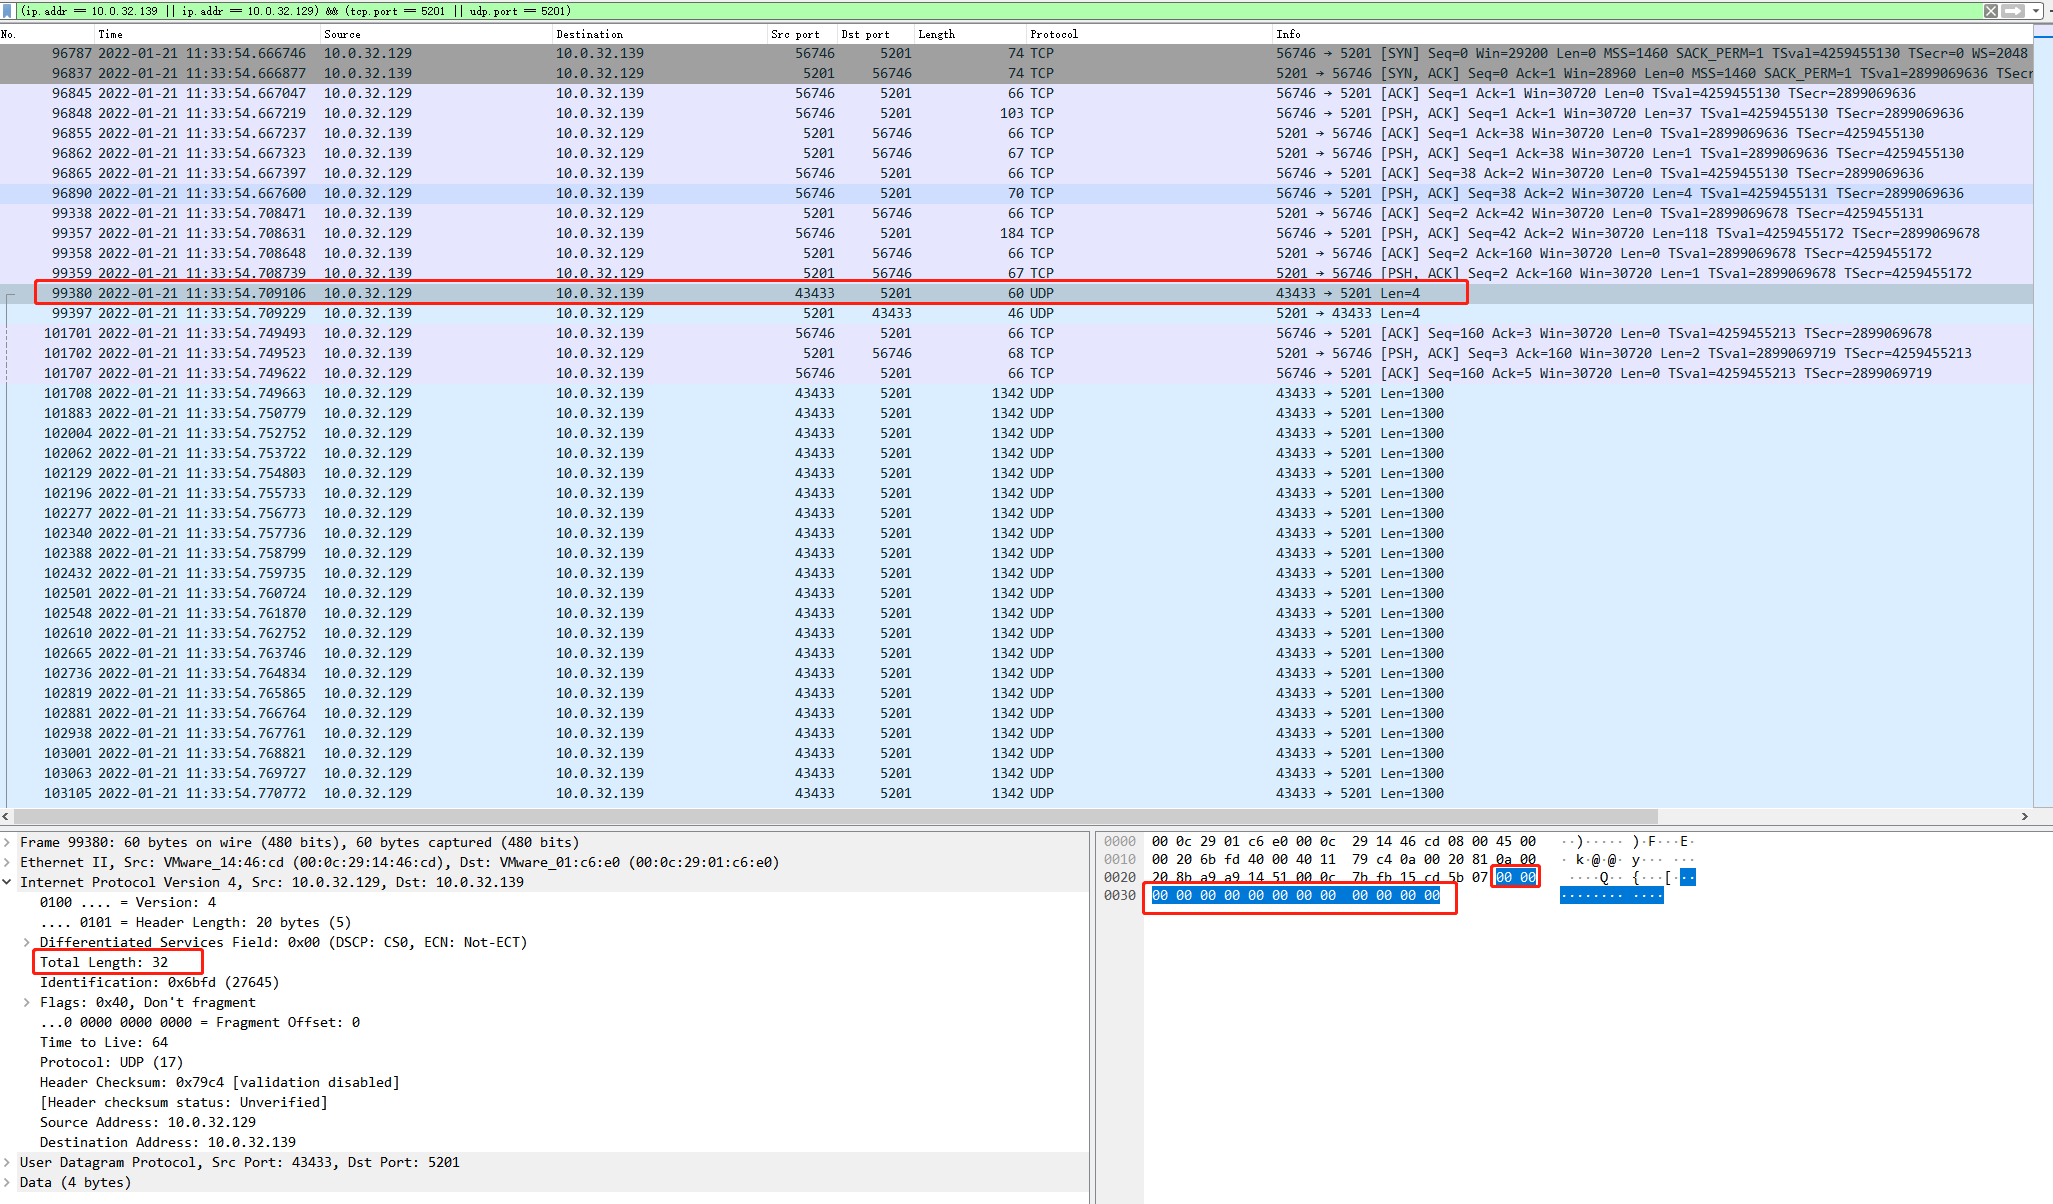 (ip.addr == 10.0.32.139 || ip.addr == 10.0.32.129) && (tcp.port == 5201 || udp.port == 5201)
No. Time Source Destination Src port Dst port Length Protocol Info
96787 2022-01-21 11:33:54.666746 10.0.32.129 10.0.32.139 56746 5201 74 TCP 56746 → 5201 [SYN] Seq=0 Win=29200 Len=0 MSS=1460 SACK_PERM=1 TSval=4259455130 TSecr=0 WS=2048
96837 2022-01-21 11:33:54.666877 10.0.32.139 10.0.32.129 5201 56746 74 TCP 5201 → 56746 [SYN, ACK] Seq=0 Ack=1 Win=28960 Len=0 MSS=1460 SACK_PERM=1 TSval=2899069636 TSecr
96845 2022-01-21 11:33:54.667047 10.0.32.129 10.0.32.139 56746 5201 66 TCP 56746 → 5201 [ACK] Seq=1 Ack=1 Win=30720 Len=0 TSval=4259455130 TSecr=2899069636
96848 2022-01-21 11:33:54.667219 10.0.32.129 10.0.32.139 56746 5201 103 TCP 56746 → 5201 [PSH, ACK] Seq=1 Ack=1 Win=30720 Len=37 TSval=4259455130 TSecr=2899069636
96855 2022-01-21 11:33:54.667237 10.0.32.139 10.0.32.129 5201 56746 66 TCP 5201 → 56746 [ACK] Seq=1 Ack=38 Win=30720 Len=0 TSval=2899069636 TSecr=4259455130
96862 2022-01-21 11:33:54.667323 10.0.32.139 10.0.32.129 5201 56746 67 TCP 5201 → 56746 [PSH, ACK] Seq=1 Ack=38 Win=30720 Len=1 TSval=2899069636 TSecr=4259455130
96865 2022-01-21 11:33:54.667397 10.0.32.129 10.0.32.139 56746 5201 66 TCP 56746 → 5201 [ACK] Seq=38 Ack=2 Win=30720 Len=0 TSval=4259455130 TSecr=2899069636
96890 2022-01-21 11:33:54.667600 10.0.32.129 10.0.32.139 56746 5201 70 TCP 56746 → 5201 [PSH, ACK] Seq=38 Ack=2 Win=30720 Len=4 TSval=4259455131 TSecr=2899069636
99338 2022-01-21 11:33:54.708471 10.0.32.139 10.0.32.129 5201 56746 66 TCP 5201 → 56746 [ACK] Seq=2 Ack=42 Win=30720 Len=0 TSval=2899069678 TSecr=4259455131
99357 2022-01-21 11:33:54.708631 10.0.32.129 10.0.32.139 56746 5201 184 TCP 56746 → 5201 [PSH, ACK] Seq=42 Ack=2 Win=30720 Len=118 TSval=4259455172 TSecr=2899069678
99358 2022-01-21 11:33:54.708648 10.0.32.139 10.0.32.129 5201 56746 66 TCP 5201 → 56746 [ACK] Seq=2 Ack=160 Win=30720 Len=0 TSval=2899069678 TSecr=4259455172
99359 2022-01-21 11:33:54.708739 10.0.32.139 10.0.32.129 5201 56746 67 TCP 5201 → 56746 [PSH, ACK] Seq=2 Ack=160 Win=30720 Len=1 TSval=2899069678 TSecr=4259455172
99380 2022-01-21 11:33:54.709106 10.0.32.129 10.0.32.139 43433 5201 60 UDP 43433 → 5201 Len=4
99397 2022-01-21 11:33:54.709229 10.0.32.139 10.0.32.129 5201 43433 46 UDP 5201 → 43433 Len=4
101701 2022-01-21 11:33:54.749493 10.0.32.129 10.0.32.139 56746 5201 66 TCP 56746 → 5201 [ACK] Seq=160 Ack=3 Win=30720 Len=0 TSval=4259455213 TSecr=2899069678
101702 2022-01-21 11:33:54.749523 10.0.32.139 10.0.32.129 5201 56746 68 TCP 5201 → 56746 [PSH, ACK] Seq=3 Ack=160 Win=30720 Len=2 TSval=2899069719 TSecr=4259455213
101707 2022-01-21 11:33:54.749622 10.0.32.129 10.0.32.139 56746 5201 66 TCP 56746 → 5201 [ACK] Seq=160 Ack=5 Win=30720 Len=0 TSval=4259455213 TSecr=2899069719
101708 2022-01-21 11:33:54.749663 10.0.32.129 10.0.32.139 43433 5201 1342 UDP 43433 → 5201 Len=1300
101883 2022-01-21 11:33:54.750779 10.0.32.129 10.0.32.139 43433 5201 1342 UDP 43433 → 5201 Len=1300
102004 2022-01-21 11:33:54.752752 10.0.32.129 10.0.32.139 43433 5201 1342 UDP 43433 → 5201 Len=1300
102062 2022-01-21 11:33:54.753722 10.0.32.129 10.0.32.139 43433 5201 1342 UDP 43433 → 5201 Len=1300
102129 2022-01-21 11:33:54.754803 10.0.32.129 10.0.32.139 43433 5201 1342 UDP 43433 → 5201 Len=1300
102196 2022-01-21 11:33:54.755733 10.0.32.129 10.0.32.139 43433 5201 1342 UDP 43433 → 5201 Len=1300
102277 2022-01-21 11:33:54.756773 10.0.32.129 10.0.32.139 43433 5201 1342 UDP 43433 → 5201 Len=1300
102340 2022-01-21 11:33:54.757736 10.0.32.129 10.0.32.139 43433 5201 1342 UDP 43433 → 5201 Len=1300
102388 2022-01-21 11:33:54.758799 10.0.32.129 10.0.32.139 43433 5201 1342 UDP 43433 → 5201 Len=1300
102432 2022-01-21 11:33:54.759735 10.0.32.129 10.0.32.139 43433 5201 1342 UDP 43433 → 5201 Len=1300
102501 2022-01-21 11:33:54.760724 10.0.32.129 10.0.32.139 43433 5201 1342 UDP 43433 → 5201 Len=1300
102548 2022-01-21 11:33:54.761870 10.0.32.129 10.0.32.139 43433 5201 1342 UDP 43433 → 5201 Len=1300
102610 2022-01-21 11:33:54.762752 10.0.32.129 10.0.32.139 43433 5201 1342 UDP 43433 → 5201 Len=1300
102665 2022-01-21 11:33:54.763746 10.0.32.129 10.0.32.139 43433 5201 1342 UDP 43433 → 5201 Len=1300
102736 2022-01-21 11:33:54.764834 10.0.32.129 10.0.32.139 43433 5201 1342 UDP 43433 → 5201 Len=1300
102819 2022-01-21 11:33:54.765865 10.0.32.129 10.0.32.139 43433 5201 1342 UDP 43433 → 5201 Len=1300
102881 2022-01-21 11:33:54.766764 10.0.32.129 10.0.32.139 43433 5201 1342 UDP 43433 → 5201 Len=1300
102938 2022-01-21 11:33:54.767761 10.0.32.129 10.0.32.139 43433 5201 1342 UDP 43433 → 5201 Len=1300
103001 2022-01-21 11:33:54.768821 10.0.32.129 10.0.32.139 43433 5201 1342 UDP 43433 → 5201 Len=1300
103063 2022-01-21 11:33:54.769727 10.0.32.129 10.0.32.139 43433 5201 1342 UDP 43433 → 5201 Len=1300
103105 2022-01-21 11:33:54.770772 10.0.32.129 10.0.32.139 43433 5201 1342 UDP 43433 → 5201 Len=1300
Frame 99380: 60 bytes on wire (480 bits), 60 bytes captured (480 bits)
Ethernet II, Src: VMware_14:46:cd (00:0c:29:14:46:cd), Dst: VMware_01:c6:e0 (00:0c:29:01:c6:e0)
Internet Protocol Version 4, Src: 10.0.32.129, Dst: 10.0.32.139
0100 .... = Version: 4
.... 0101 = Header Length: 20 bytes (5)
Differentiated Services Field: 0x00 (DSCP: CS0, ECN: Not-ECT)
Total Length: 32
Identification: 0x6bfd (27645)
Flags: 0x40, Don't fragment
...0 0000 0000 0000 = Fragment Offset: 0
Time to Live: 64
Protocol: UDP (17)
Header Checksum: 0x79c4 [validation disabled]
[Header checksum status: Unverified]
Source Address: 10.0.32.129
Destination Address: 10.0.32.139
User Datagram Protocol, Src Port: 43433, Dst Port: 5201
Data (4 bytes)
0000 00 0c 29 01 c6 e0 00 0c 29 14 46 cd 08 00 45 00 ··)····· )·F···E·
0010 00 20 6b fd 40 00 40 11 79 c4 0a 00 20 81 0a 00 · k·@·@· y··· ···
0020 20 8b a9 a9 14 51 00 0c 7b fb 15 cd 5b 07 00 00 ····Q·· {···[···
0030 00 00 00 00 00 00 00 00 00 00 00 00 ········ ····